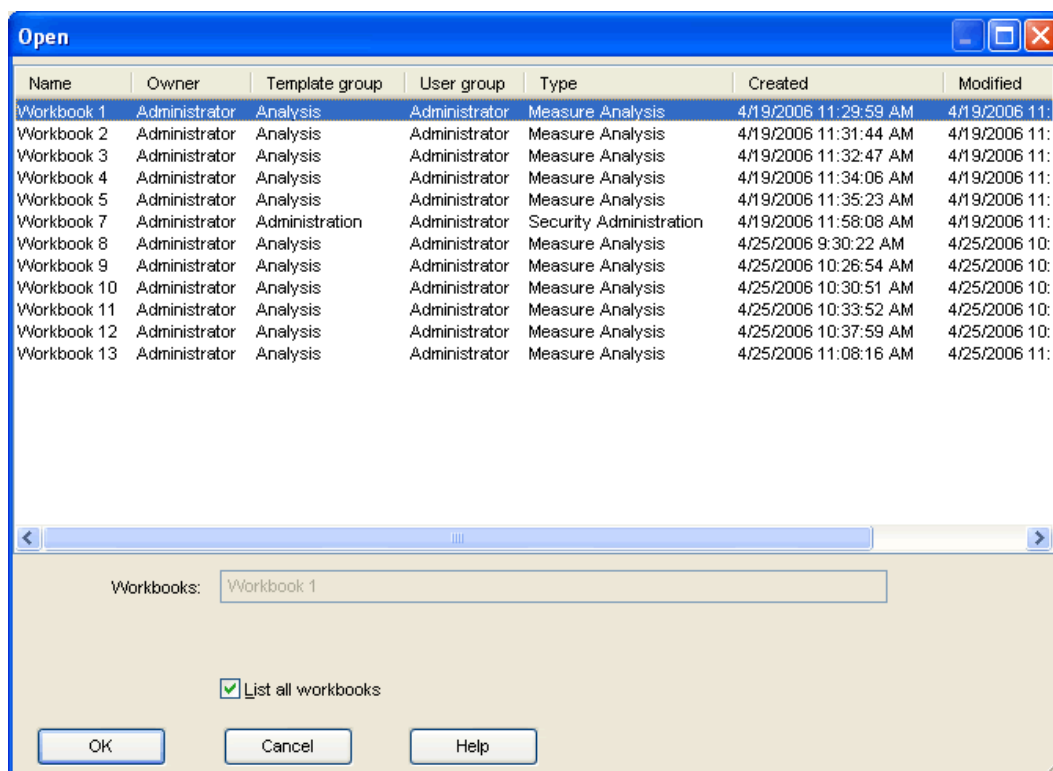 Open
Name Owner Template group User group Type Created Modified
Workbook 1 Administrator Analysis Administrator Measure Analysis 4/19/2006 11:29:59 AM 4/19/2006 11:
Workbook 2 Administrator Analysis Administrator Measure Analysis 4/19/2006 11:31:44 AM 4/19/2006 11:
Workbook 3 Administrator Analysis Administrator Measure Analysis 4/19/2006 11:32:47 AM 4/19/2006 11:
Workbook 4 Administrator Analysis Administrator Measure Analysis 4/19/2006 11:34:06 AM 4/19/2006 11:
Workbook 5 Administrator Analysis Administrator Measure Analysis 4/19/2006 11:35:23 AM 4/19/2006 11:
Workbook 7 Administrator Administration Administrator Security Administration 4/19/2006 11:58:08 AM 4/19/2006 11:
Workbook 8 Administrator Analysis Administrator Measure Analysis 4/25/2006 9:30:22 AM 4/25/2006 10:
Workbook 9 Administrator Analysis Administrator Measure Analysis 4/25/2006 10:26:54 AM 4/25/2006 10:
Workbook 10 Administrator Analysis Administrator Measure Analysis 4/25/2006 10:30:51 AM 4/25/2006 10:
Workbook 11 Administrator Analysis Administrator Measure Analysis 4/25/2006 10:33:52 AM 4/25/2006 10:
Workbook 12 Administrator Analysis Administrator Measure Analysis 4/25/2006 10:37:59 AM 4/25/2006 10:
Workbook 13 Administrator Analysis Administrator Measure Analysis 4/25/2006 11:08:16 AM 4/25/2006 11:
Workbooks: Workbook 1
List all workbooks
OK Cancel Help